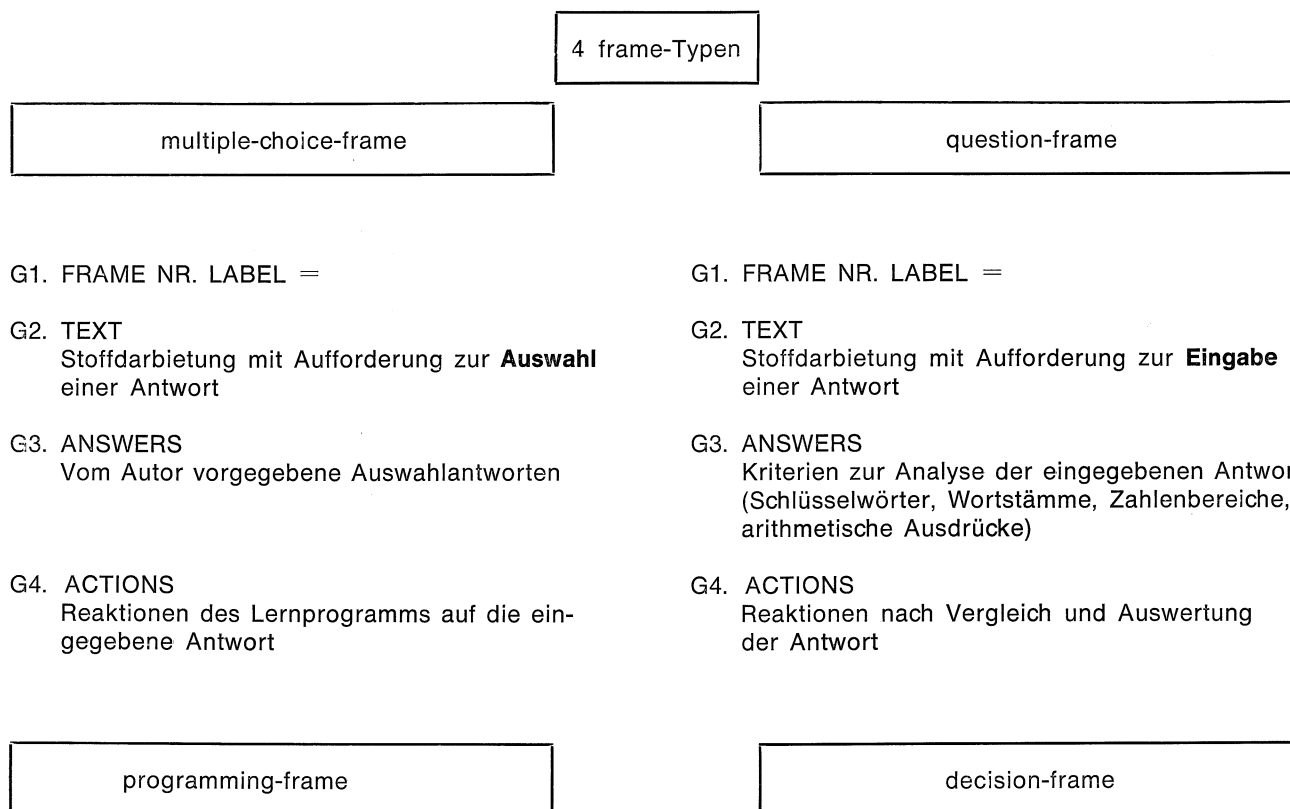 4 frame-Typen
multiple-choice-frame
G1. FRAME NR. LABEL =
G2. TEXT
Stoffdarbietung mit Aufforderung zur Auswahl
einer Antwort
G3. ANSWERS
Vom Autor vorgegebene Auswahlantworten
G4. ACTIONS
Reaktionen des Lernprogramms auf die ein-
gegebene Antwort
question-frame
G1. FRAME NR. LABEL =
G2. TEXT
Stoffdarbietung mit Aufforderung zur Eingabe
einer Antwort
G3. ANSWERS
Kriterien zur Analyse der eingegebenen
(Schlüsselwörter, Wortstämme, Zahlenbereiche,
arithmetische Ausdrücke)
G4. ACTIONS
Reaktionen nach Vergleich und Auswertung
der Antwort
programming-frame
decision-frame